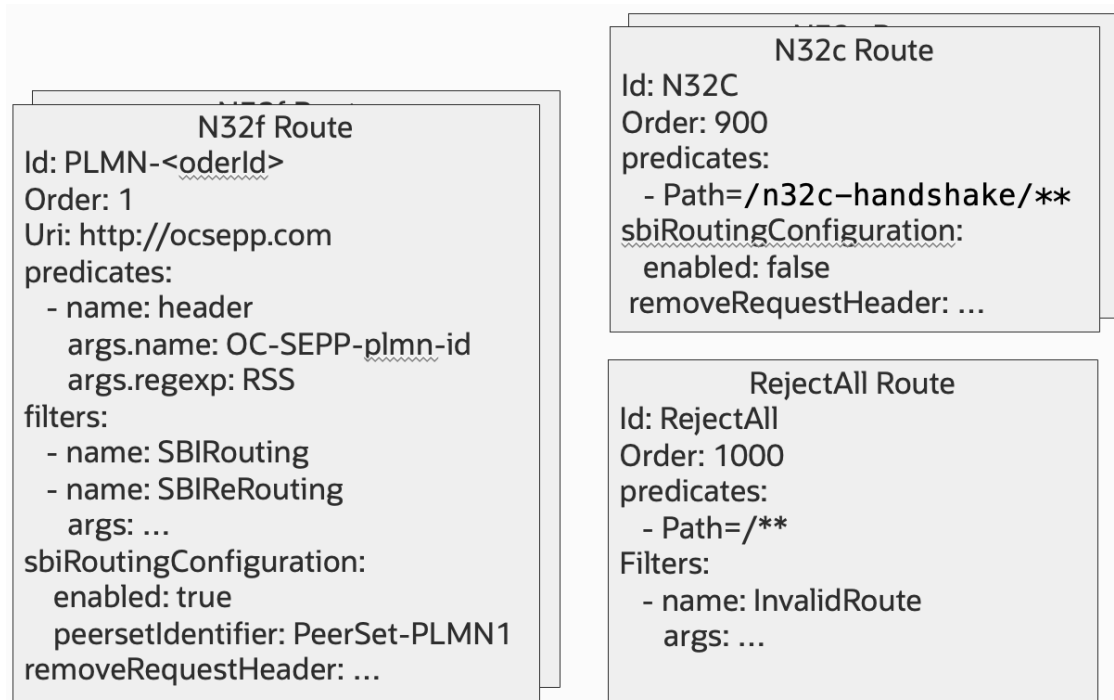 N32f Route
Id: PLMN-<oderId>
Order: 1
Uri: http://ocsepp.com
predicates:
- name: header
args.name: OC-SEPP-plmn-id
args.regexp: RSS
filters:
- name: SBIRouting
- name: SBIReRouting
args: ...
sbiRoutingConfiguration:
enabled: true
peersetIdentifier: PeerSet-PLMN1
removeRequestHeader: ...
N32c Route
Id: N32C
Order: 900
predicates:
- Path=/n32c-handshake/**
sbiRoutingConfiguration:
enabled: false
removeRequestHeader: ...
RejectAll Route
Id: RejectAll
Order: 1000
predicates:
- Path=/**
Filters:
- name: InvalidRoute
args: ...